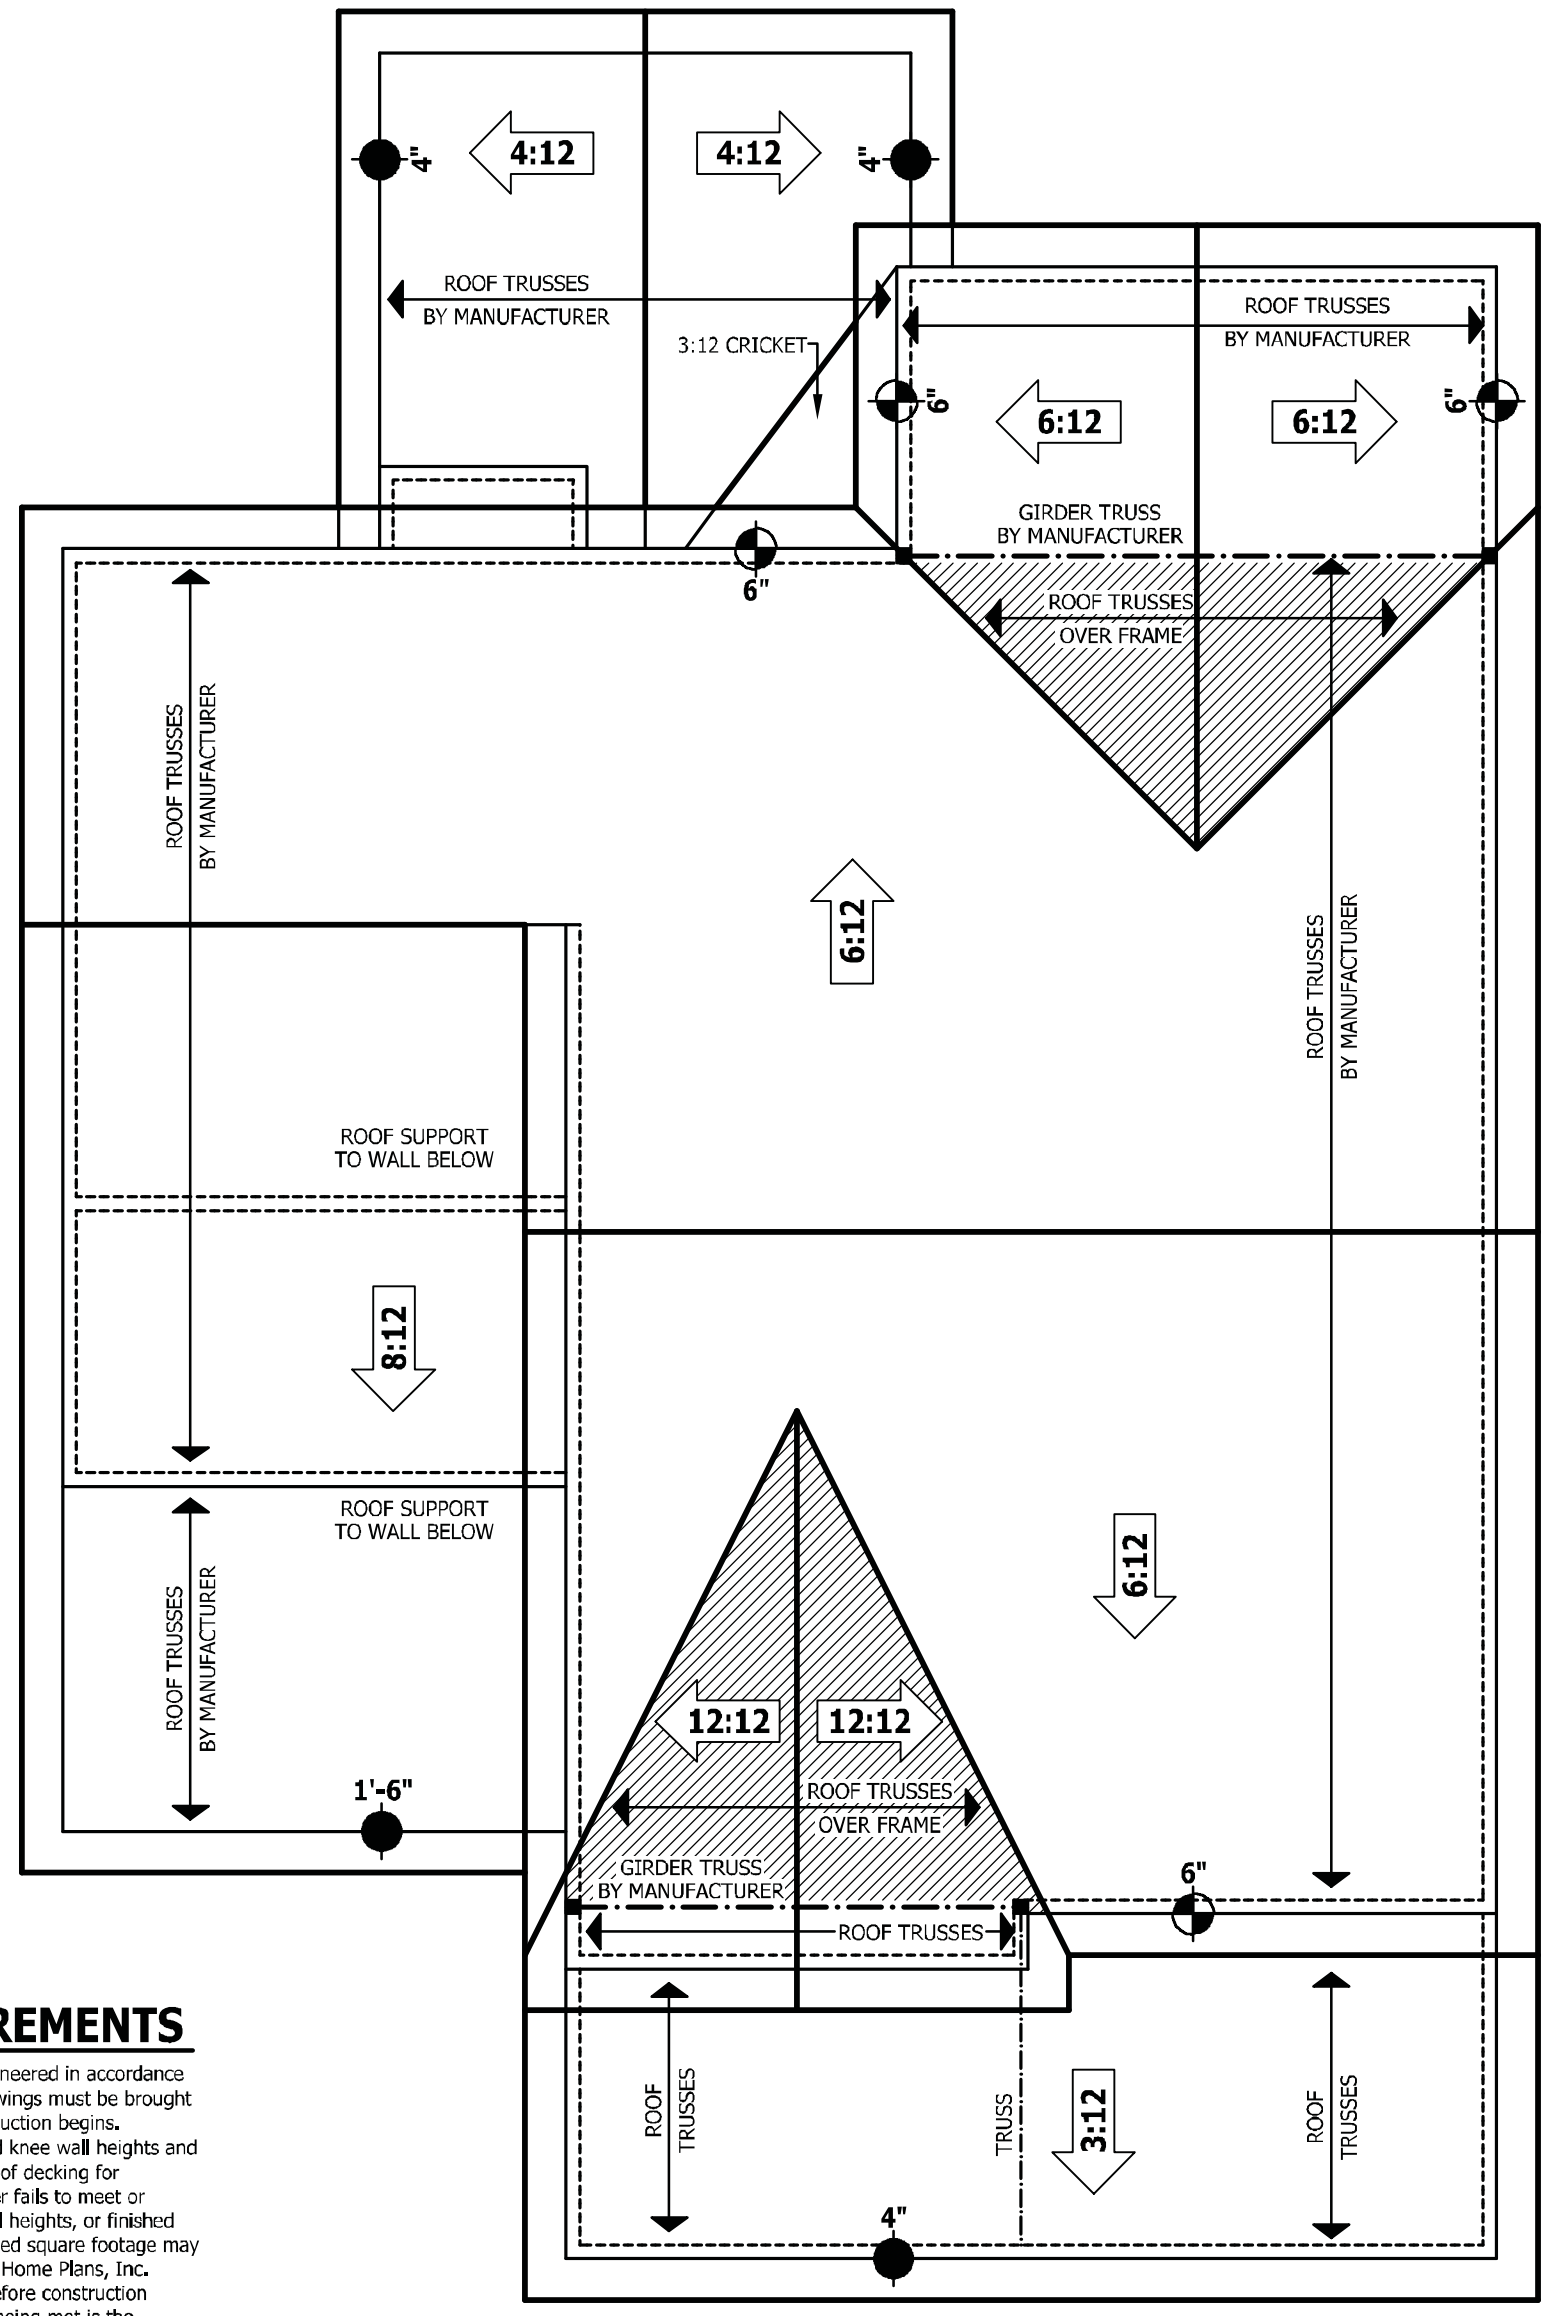 4:12
4:12
4"
4"
ROOF TRUSSES
BY MANUFACTURER
ROOF TRUSSES
BY MANUFACTURER
3:12 CRICKET
6"
6"
6:12
6:12
GIRDER TRUSS
BY MANUFACTURER
6"
ROOF TRUSSES
OVER FRAME
ROOF TRUSSES
BY MANUFACTURER
6:12
ROOF TRUSSES
BY MANUFACTURER
ROOF SUPPORT
TO WALL BELOW
8:12
ROOF SUPPORT
TO WALL BELOW
6:12
ROOF TRUSSES
BY MANUFACTURER
12:12
12:12
1'-6"
ROOF TRUSSES
OVER FRAME
GIRDER TRUSS
BY MANUFACTURER
6"
ROOF TRUSSES
ROOF
TRUSSES
TRUSS
3:12
ROOF
TRUSSES
4"
REMENTS
neered in accordance
wings must be brought
uction begins.
knee wall heights and
of decking for
r fails to meet or
heights, or finished
ed square footage may
Home Plans, Inc.
efore construction